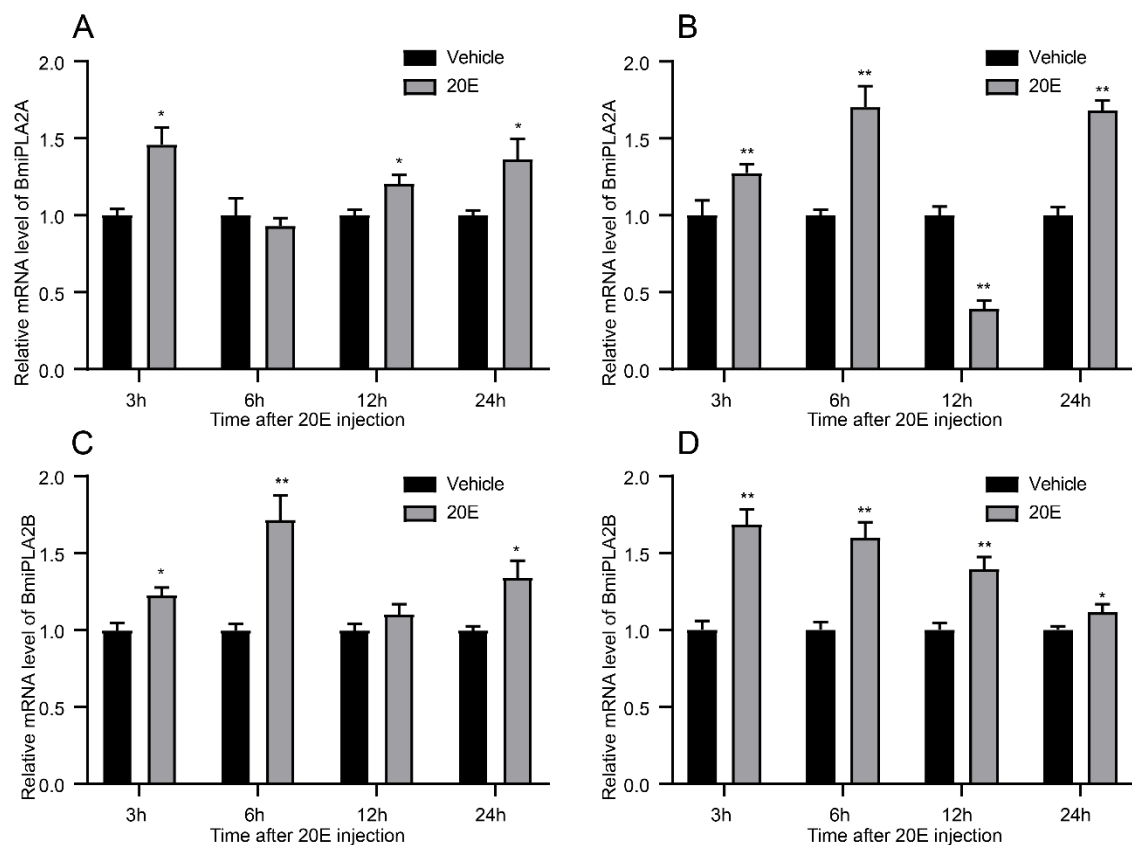 A
Relative mRNA level of BmiPLA2A
2.0
1.5
1.0
0.5
0.0
Vehicle
20E
*
*
*
3h
6h
12h
24h
Time after 20E injection
B
Relative mRNA level of BmiPLA2A
2.0
1.5
1.0
0.5
0.0
Vehicle
20E
**
**
**
**
3h
6h
12h
24h
Time after 20E injection
C
Relative mRNA level of BmiPLA2B
2.0
1.5
1.0
0.5
0.0
Vehicle
20E
*
**
*
3h
6h
12h
24h
Time after 20E injection
D
Relative mRNA level of BmiPLA2B
2.0
1.5
1.0
0.5
0.0
Vehicle
20E
**
**
**
*
3h
6h
12h
24h
Time after 20E injection